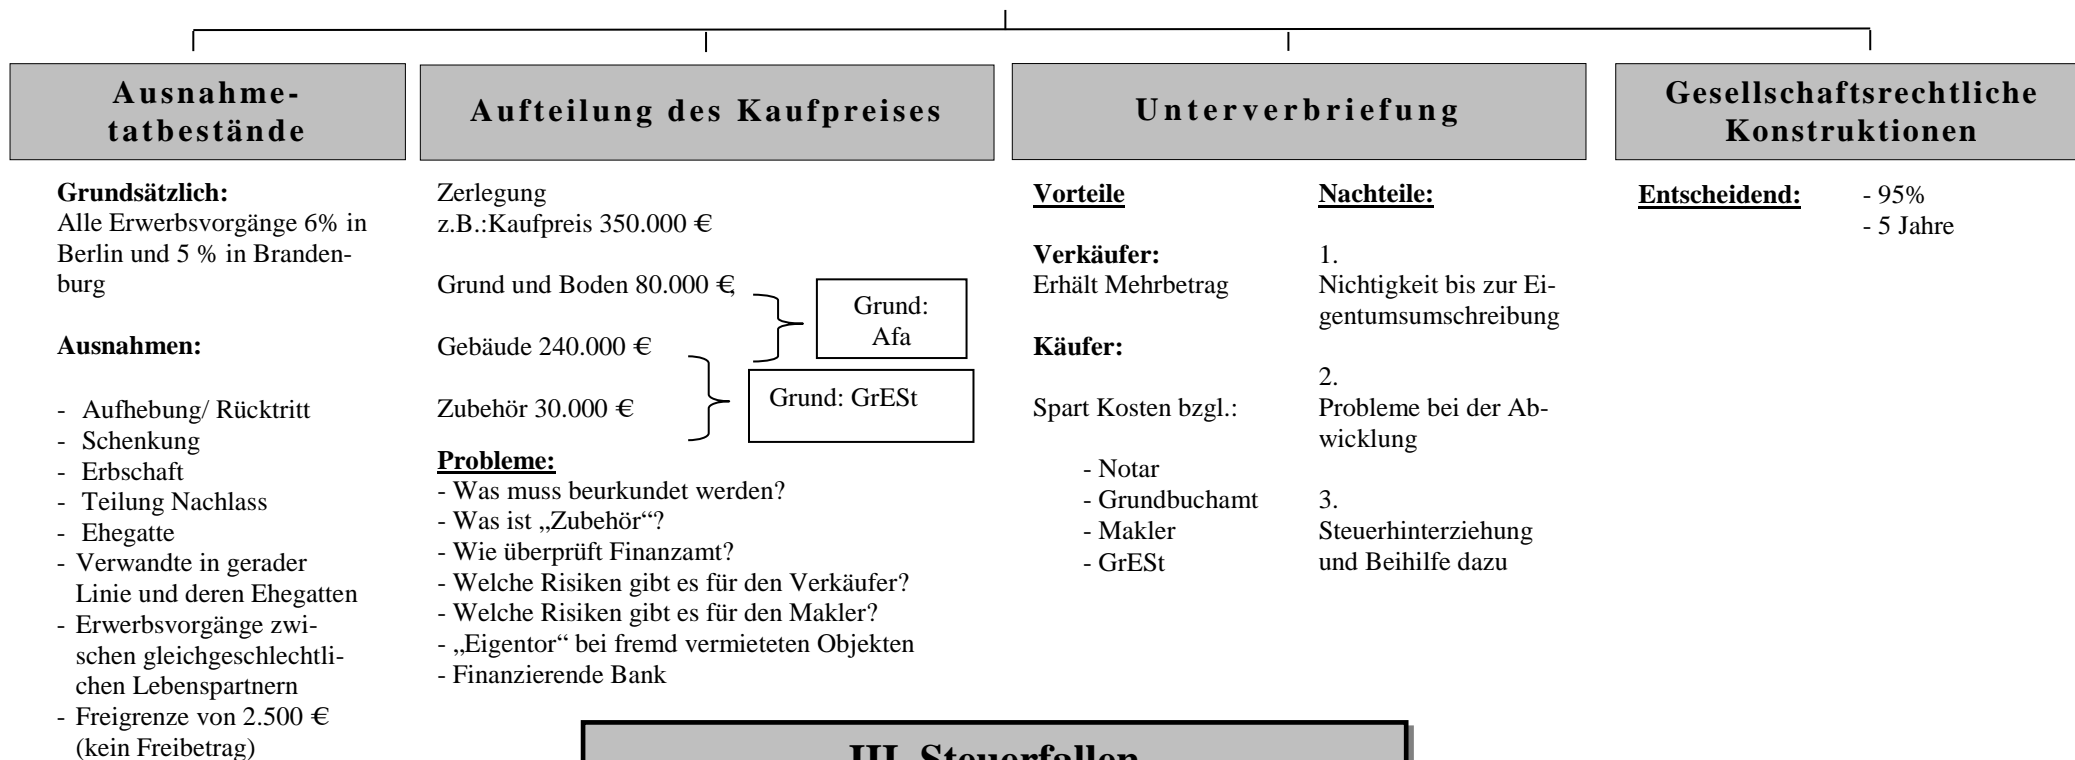 Ausnahme-
tatbestände
Grundsätzlich:
Alle Erwerbsvorgänge 6% in
Berlin und 5 % in Branden-
burg
Ausnahmen:
- Aufhebung/ Rücktritt
- Schenkung
- Erbschaft
- Teilung Nachlass
- Ehegatte
- Verwandte in gerader
Linie und deren Ehegatten
- Erwerbsvorgänge zwi-
schen gleichgeschlechtli-
chen Lebenspartnern
- Freigrenze von 2.500 €
(kein Freibetrag)
Aufteilung des Kaufpreises
Zerlegung
z.B.:Kaufpreis 350.000 €
Grund und Boden 80.000 €,
Gebäude 240.000 €
Zubehör 30.000 €
Grund:
Afa
Grund: GrESt
Probleme:
- Was muss beurkundet werden?
- Was ist „Zubehör“?
- Wie überprüft Finanzamt?
- Welche Risiken gibt es für den Verkäufer?
- Welche Risiken gibt es für den Makler?
- „Eigentor“ bei fremd vermieteten Objekten
- Finanzierende Bank
Unterverbriefung
Vorteile
Verkäufer:
Erhält Mehrbetrag
Käufer:
Spart Kosten bzgl.:
- Notar
- Grundbuchamt
- Makler
- GrESt
Nachteile:
1.
Nichtigkeit bis zur Ei-
gentumsumschreibung
2.
Probleme bei der Ab-
wicklung
3.
Steuerhinterziehung
und Beihilfe dazu
Gesellschaftsrechtliche
Konstruktionen
Entscheidend:
- 95%
- 5 Jahre
III. Steuerfallen